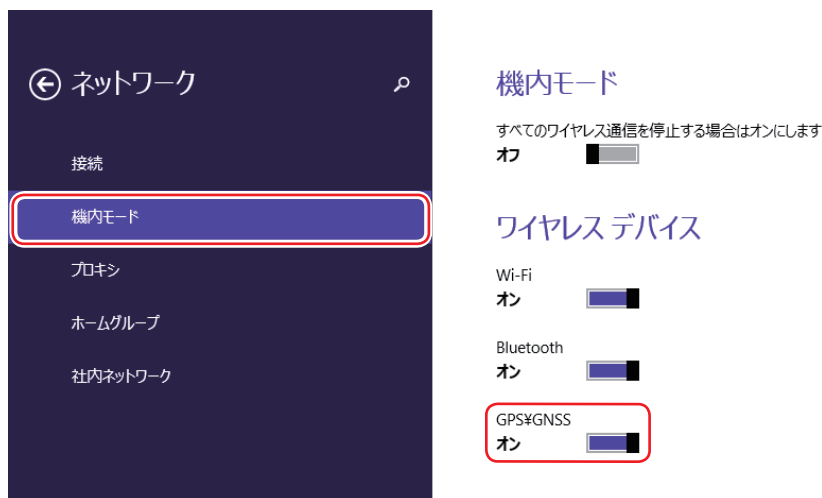 ネットワーク
接続
機内モード
プロキシ
ホームグループ
社内ネットワーク
機内モード
すべてのワイヤレス通信を停止する場合はオンにします
オフ
ワイヤレス デバイス
Wi-Fi
オン
Bluetooth
オン
GPS¥GNSS
オン